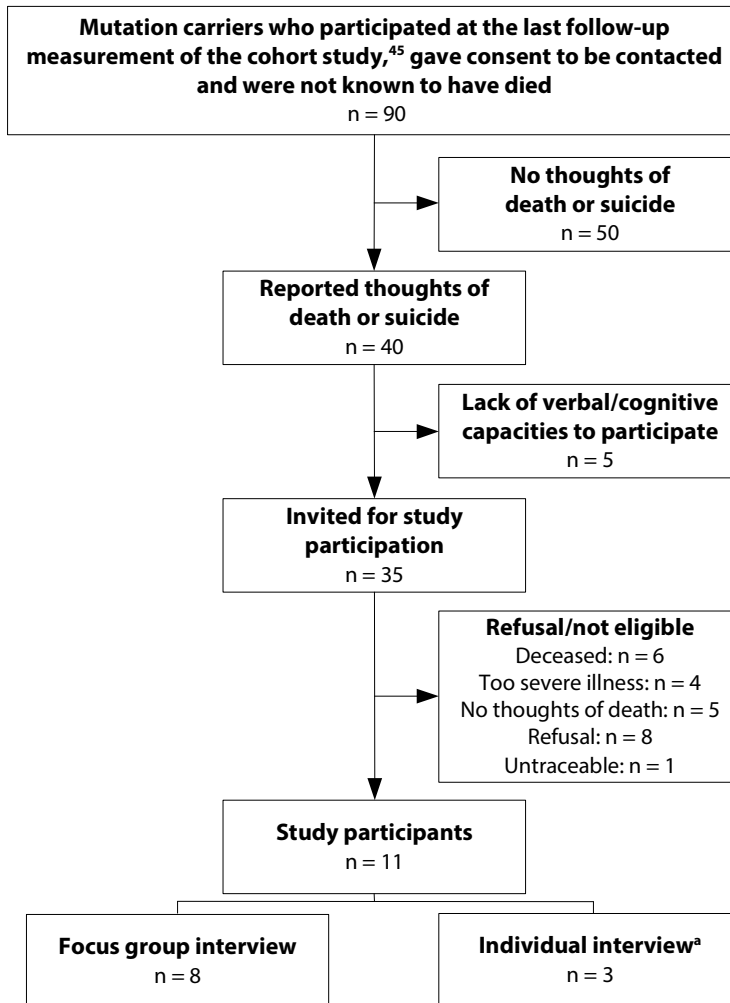 Mutation carriers who participated at the last follow-up
measurement of the cohort study,⁴⁵ gave consent to be contacted
and were not known to have died
n = 90
No thoughts of
death or suicide
n = 50
Reported thoughts of
death or suicide
n = 40
Lack of verbal/cognitive
capacities to participate
n = 5
Invited for study
participation
n = 35
Refusal/not eligible
Deceased: n = 6
Too severe illness: n = 4
No thoughts of death: n = 5
Refusal: n = 8
Untraceable: n = 1
Study participants
n = 11
Focus group interview
n = 8
Individual interviewᵃ
n = 3